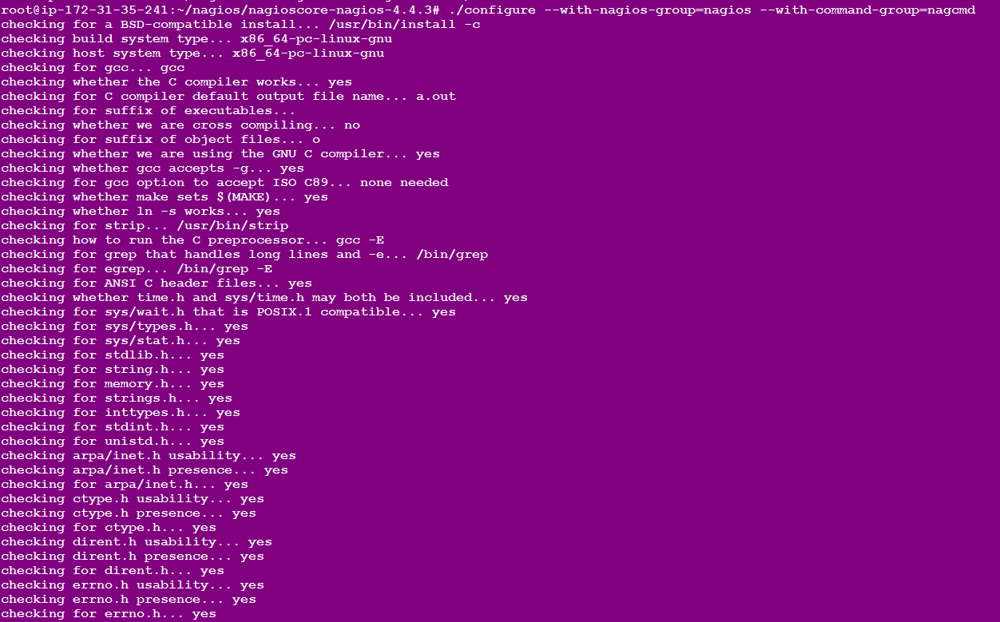 root@ip-172-31-35-241:~/nagios/nagioscore-nagios-4.4.3# ./configure --with-nagios-group=nagios --with-command-group=nagcmd
checking for a BSD-compatible install... /usr/bin/install -c
checking build system type... x86_64-pc-linux-gnu
checking host system type... x86_64-pc-linux-gnu
checking for gcc... gcc
checking whether the C compiler works... yes
checking for C compiler default output file name... a.out
checking for suffix of executables...
checking whether we are cross compiling... no
checking for suffix of object files... o
checking whether we are using the GNU C compiler... yes
checking whether gcc accepts -g... yes
checking for gcc option to accept ISO C89... none needed
checking whether make sets $(MAKE)... yes
checking whether ln -s works... yes
checking for strip... /usr/bin/strip
checking how to run the C preprocessor... gcc -E
checking for grep that handles long lines and -e... /bin/grep
checking for egrep... /bin/grep -E
checking for ANSI C header files... yes
checking whether time.h and sys/time.h may both be included... yes
checking for sys/wait.h that is POSIX.1 compatible... yes
checking for sys/types.h... yes
checking for sys/stat.h... yes
checking for stdlib.h... yes
checking for string.h... yes
checking for memory.h... yes
checking for strings.h... yes
checking for inttypes.h... yes
checking for stdint.h... yes
checking for unistd.h... yes
checking arpa/inet.h usability... yes
checking arpa/inet.h presence... yes
checking for arpa/inet.h... yes
checking ctype.h usability... yes
checking ctype.h presence... yes
checking for ctype.h... yes
checking dirent.h usability... yes
checking dirent.h presence... yes
checking for dirent.h... yes
checking errno.h usability... yes
checking errno.h presence... yes
checking for errno.h... yes